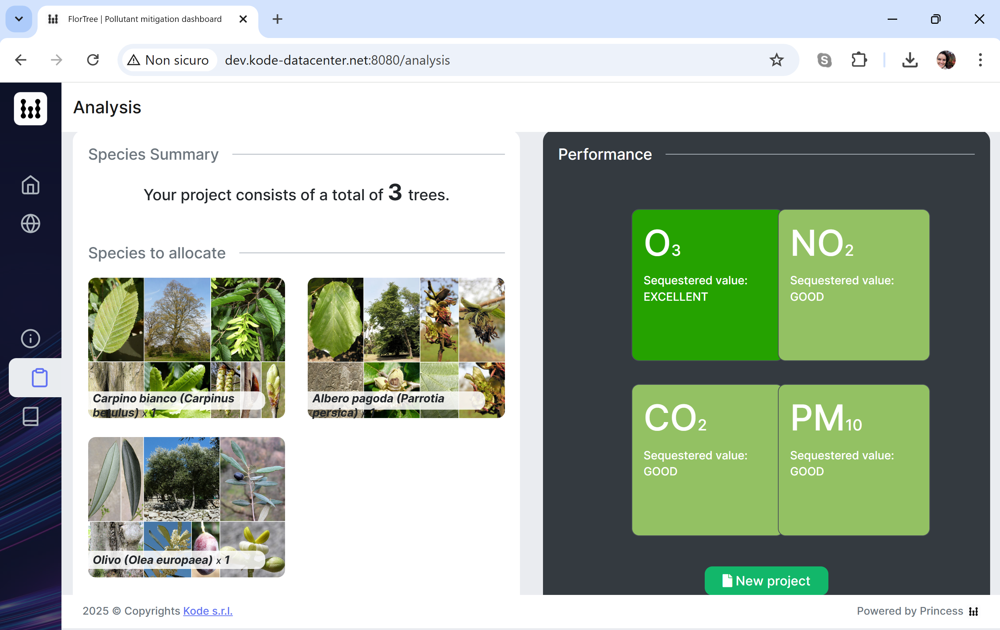 FlorTree | Pollutant mitigation dashboard
Non sicuro
dev.kode-datacenter.net:8080/analysis
Analysis
Species Summary
Your project consists of a total of 3 trees.
Species to allocate
Carpino bianco (Carpinus
betulus) x 1
Albero pagoda (Parrotia
persica) x 1
Olivo (Olea europaea) x 1
Performance
O3
Sequestered value:
EXCELLENT
NO2
Sequestered value:
GOOD
CO2
Sequestered value:
GOOD
PM10
Sequestered value:
GOOD
New project
2025 © Copyrights Kode s.r.l.
Powered by Princess